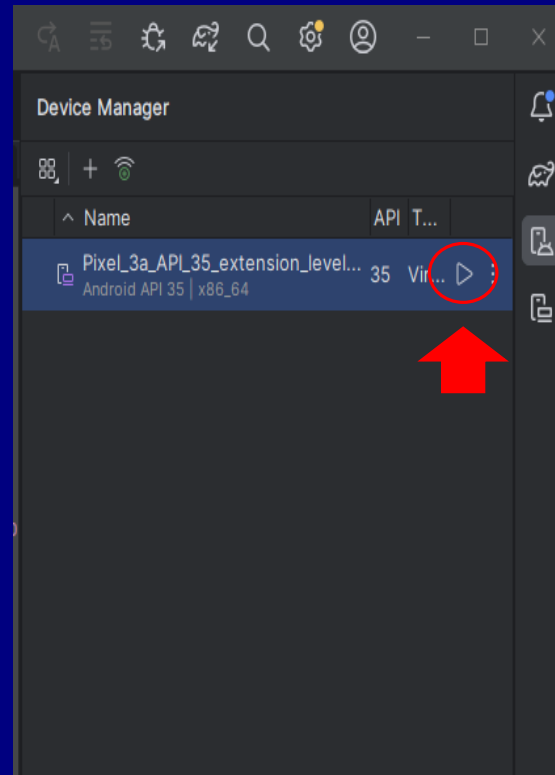 Device Manager
Name API T...
Pixel_3a_API_35_extension_level... 35 Vir...
Android API 35 | x86_64